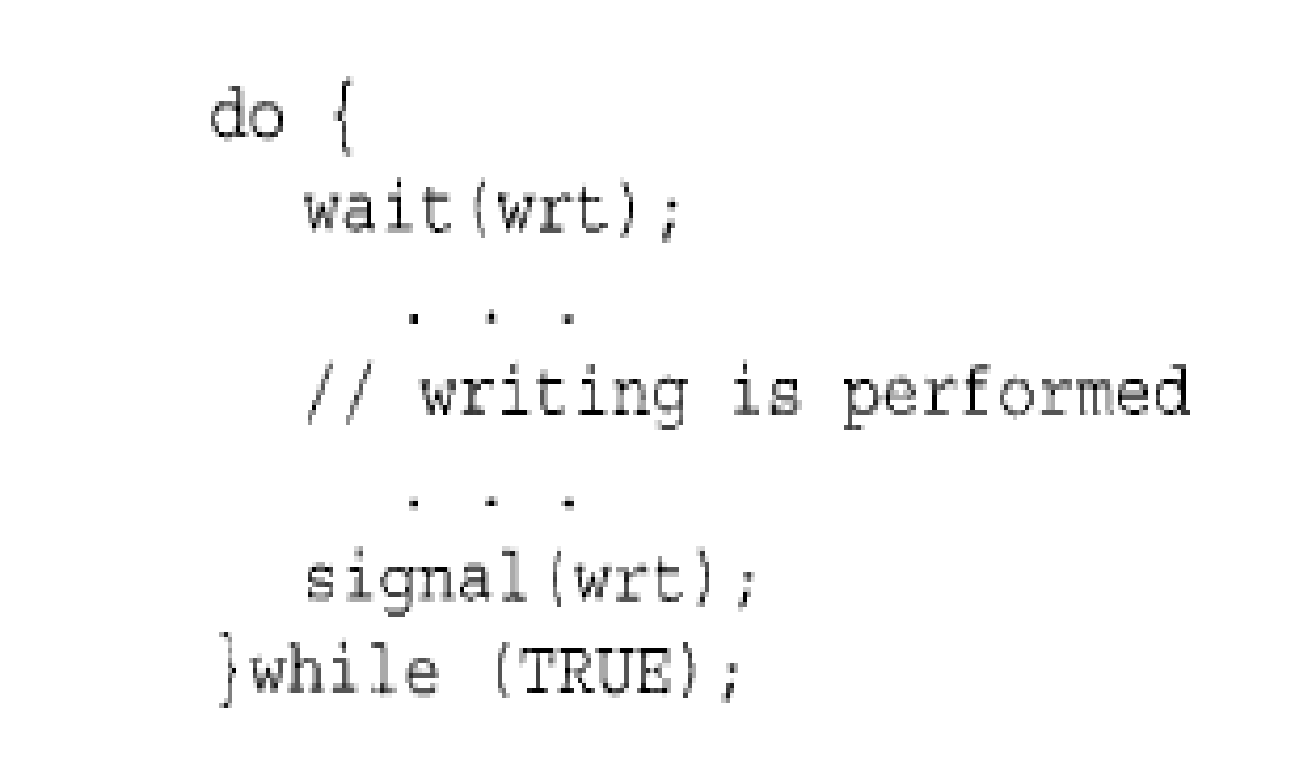 do {
wait(wrt);
. . .
// writing is performed
. . .
signal(wrt);
}while (TRUE);